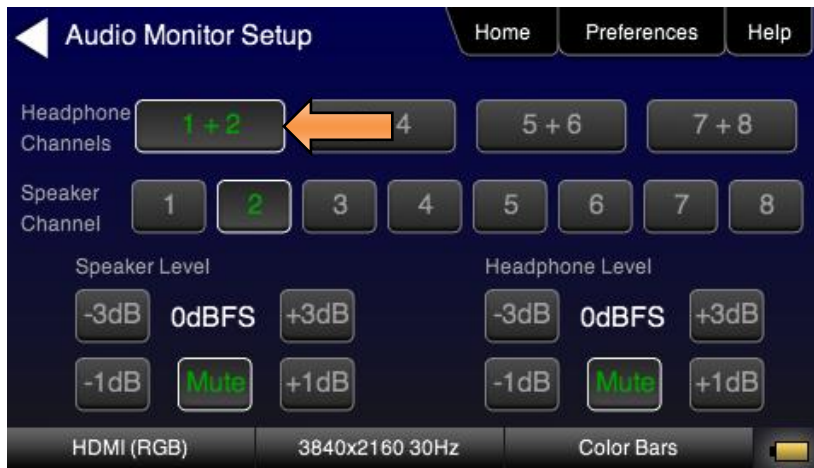 Audio Monitor Setup Home Preferences Help
Headphone Channels 1 + 2 4 5 + 6 7 + 8
Speaker Channel 1 2 3 4 5 6 7 8
Speaker Level Headphone Level
-3dB 0dBFS +3dB -3dB 0dBFS +3dB
-1dB Mute +1dB -1dB Mute +1dB
HDMI (RGB) 3840x2160 30Hz Color Bars